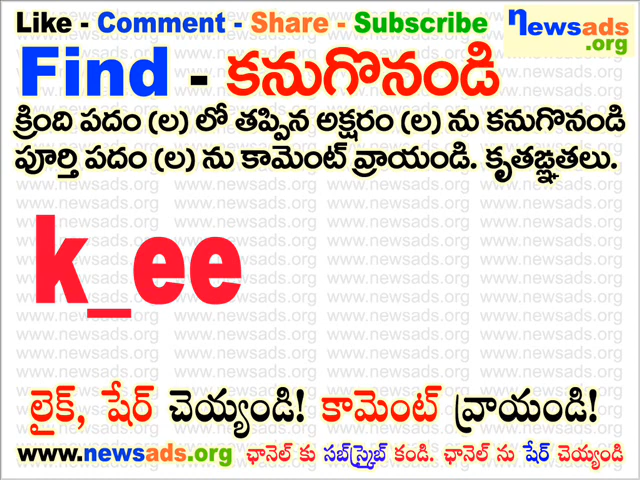 Like - Comment - Share - Subscribe
newsads
.org
Find - కనుగొనండి
క్రింది పదం (ల) లో తప్పిన అక్షరం (ల) ను కనుగొనండి
పూర్తి పదం (ల) ను కామెంట్ వ్రాయండి. కృతఙ్ఞతలు.
k_ee
లైక్, షేర్ చెయ్యండి! కామెంట్ వ్రాయండి!
www.newsads.org ఛానెల్ కు సబ్‌స్క్రైబ్ కండి. ఛానెల్ ను షేర్ చెయ్యండి